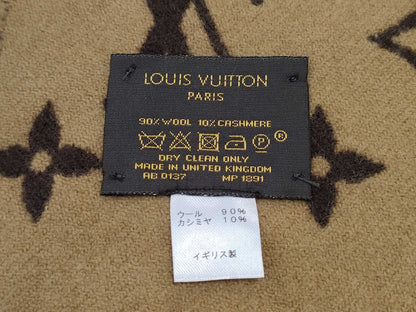 LOUIS VUITTON
PARIS
90% WOOL 10% CASHMERE
P ®
DRY CLEAN ONLY
MADE IN UNITED KINGDOM
AB 0137 MP 1891
ウール 90%
カシミヤ 10%
イギリス製